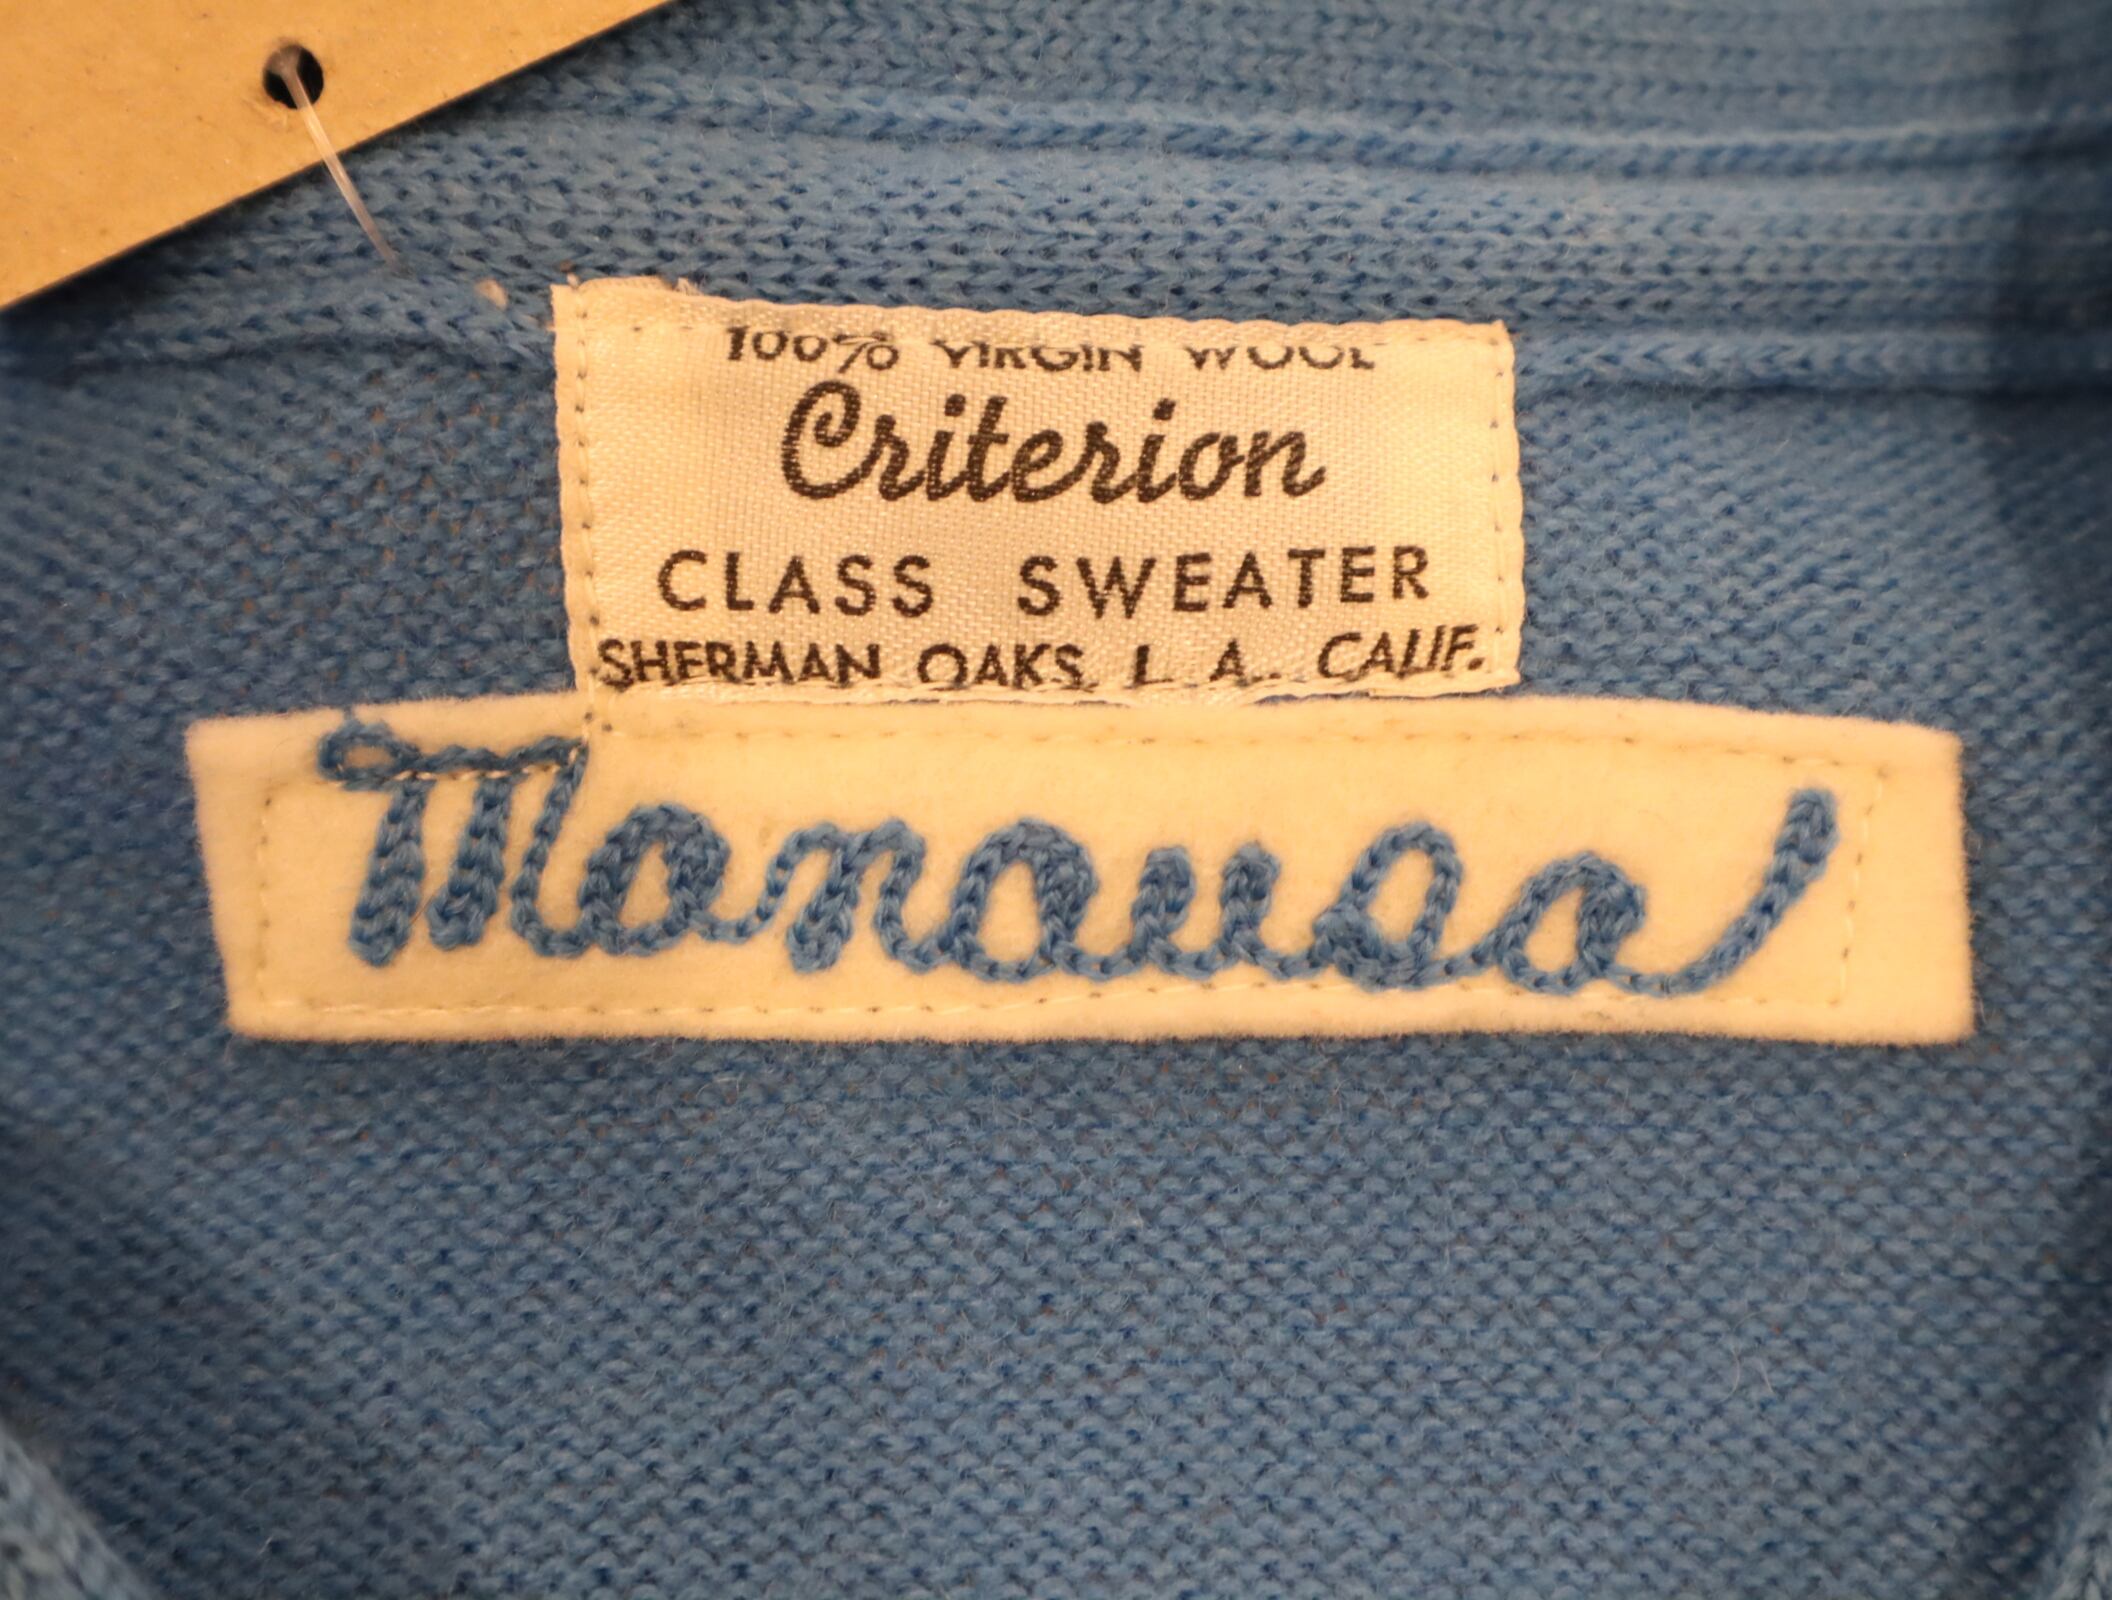 100% VIRGIN WOOL
Criterion
CLASS SWEATER
SHERMAN OAKS, L.A., CALIF.